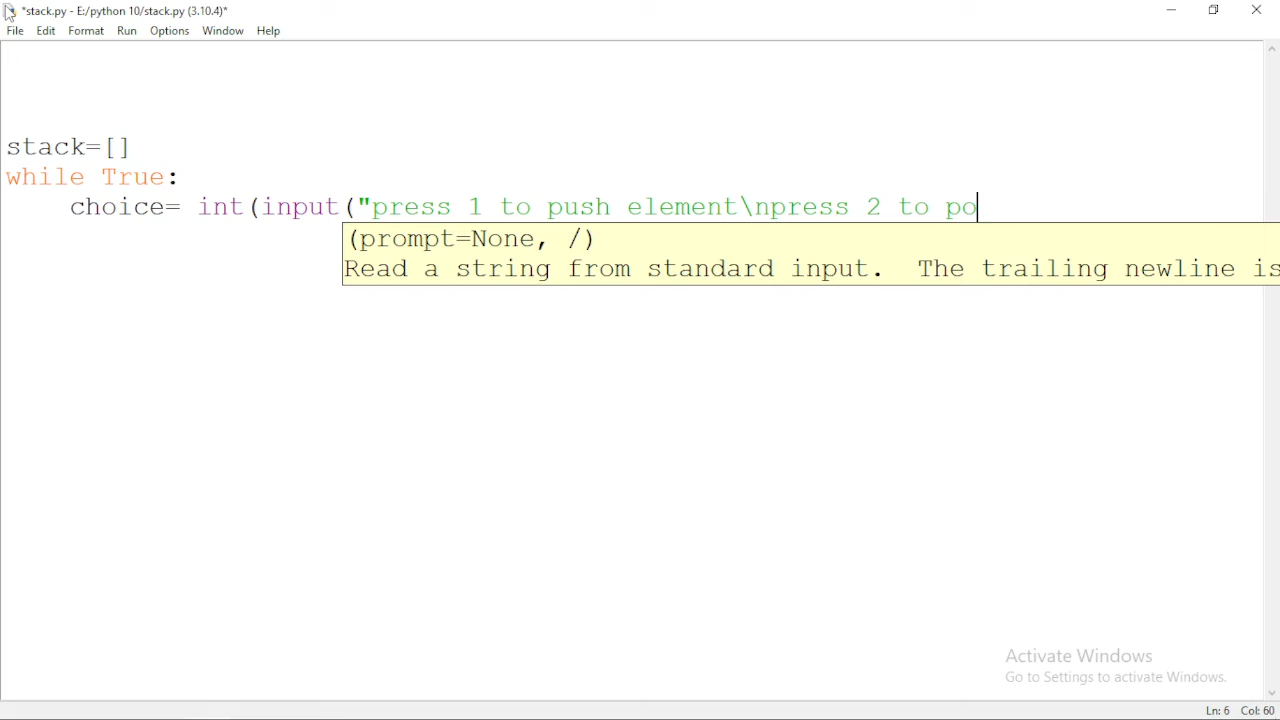 *stack.py - E:/python 10/stack.py (3.10.4)*
File Edit Format Run Options Window Help
stack=[]
while True:
    choice= int(input("press 1 to push element\npress 2 to po
(prompt=None, /)
Read a string from standard input.  The trailing newline is
Activate Windows
Go to Settings to activate Windows.
Ln: 6 Col: 60